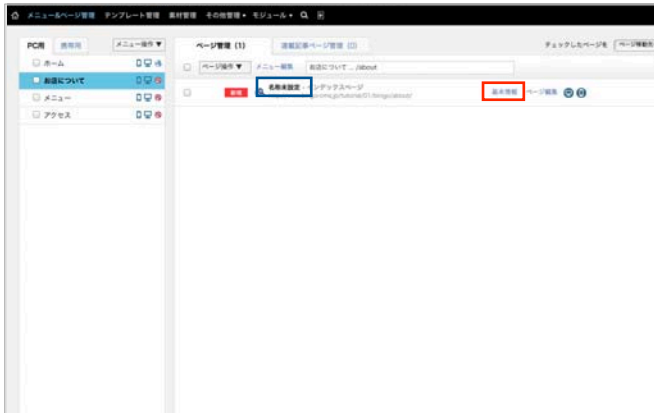 メニュー&ページ管理 テンプレート管理 素材管理 その他管理 モジュール
PC用 携帯用 メニュー操作▼
ページ管理 (1) 連載記事ページ管理 (0) チェックしたページを
ホーム
お店について
メニュー
アクセス
ページ操作▼ メニュー編集 お店について ... /about
名称未設定 - インデックスページ
基本情報 ページ編集